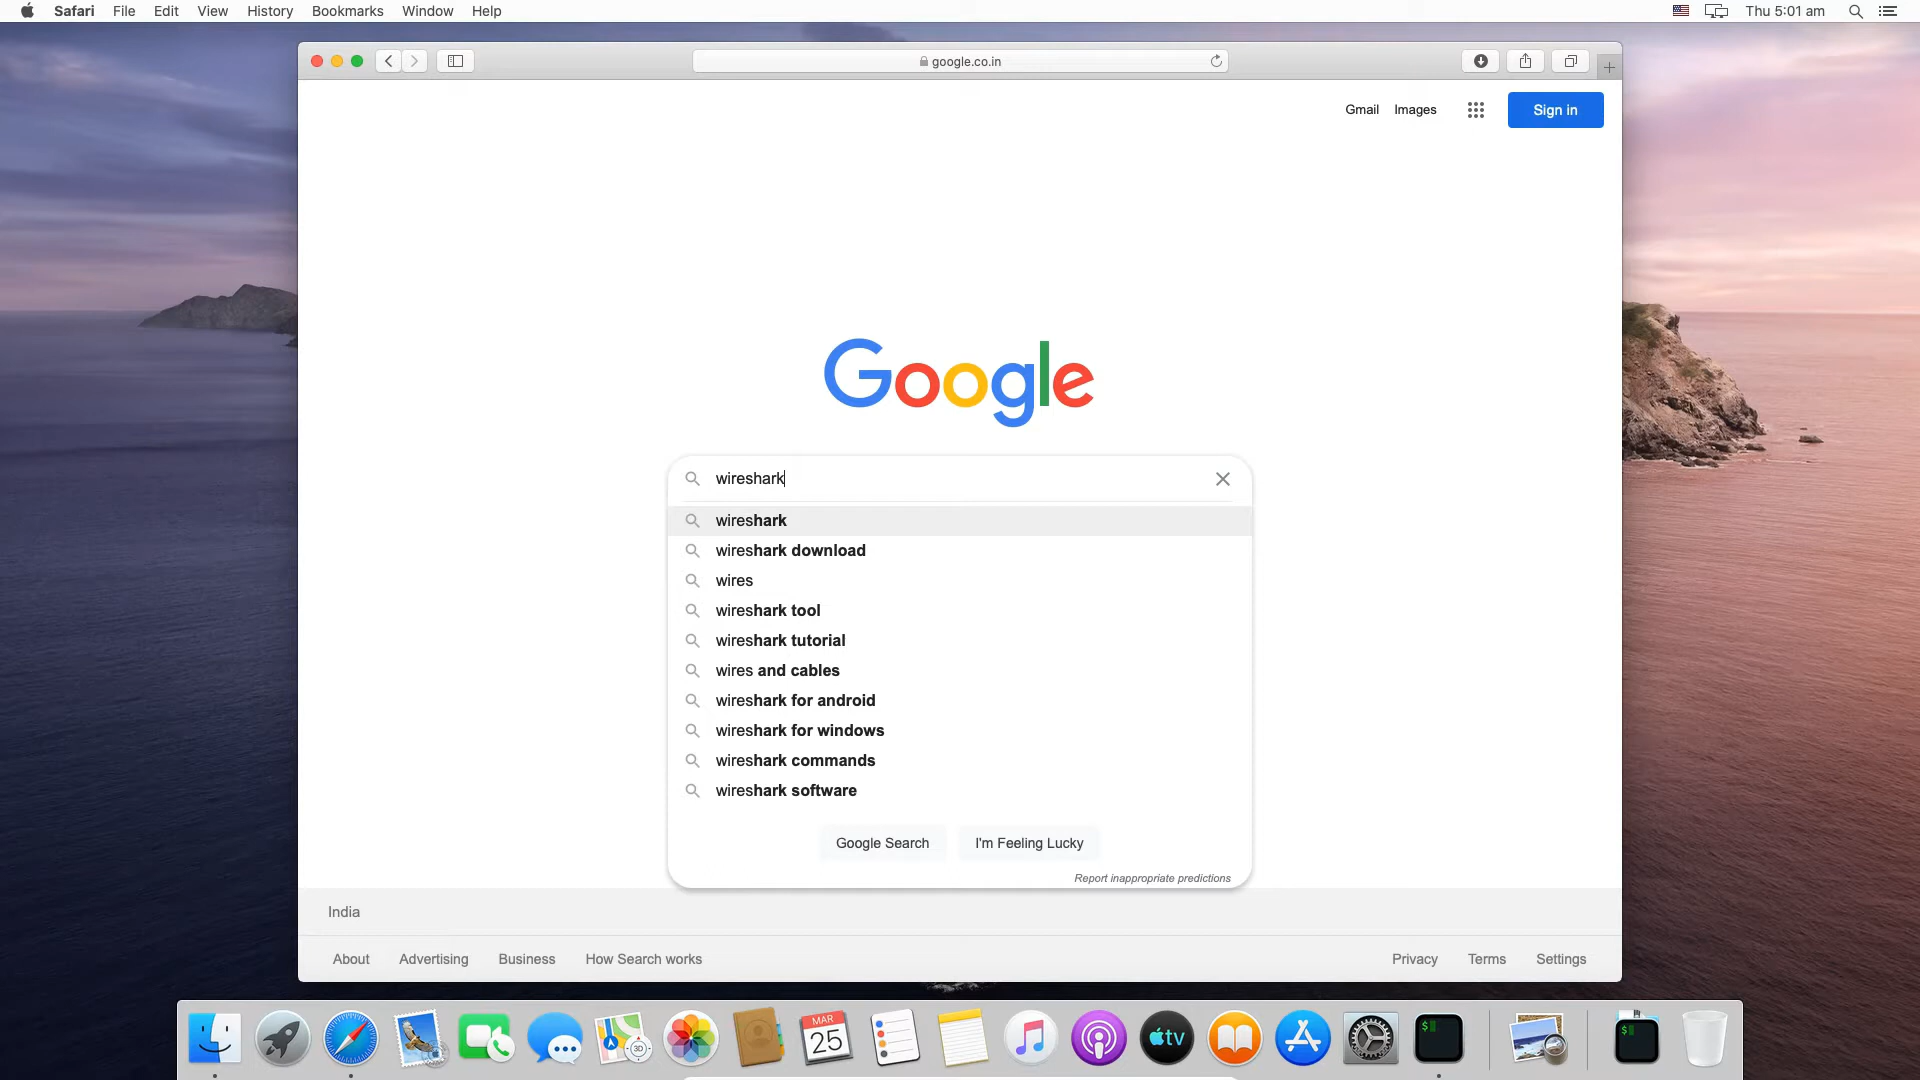 Safari File Edit View History Bookmarks Window Help Thu 5:01 am
google.co.in
Gmail Images Sign in
Google
wireshark
wireshark
wireshark download
wires
wireshark tool
wireshark tutorial
wires and cables
wireshark for android
wireshark for windows
wireshark commands
wireshark software
Google Search I'm Feeling Lucky
Report inappropriate predictions
India
About Advertising Business How Search works Privacy Terms Settings
3D
MAR
25
tv
$
$